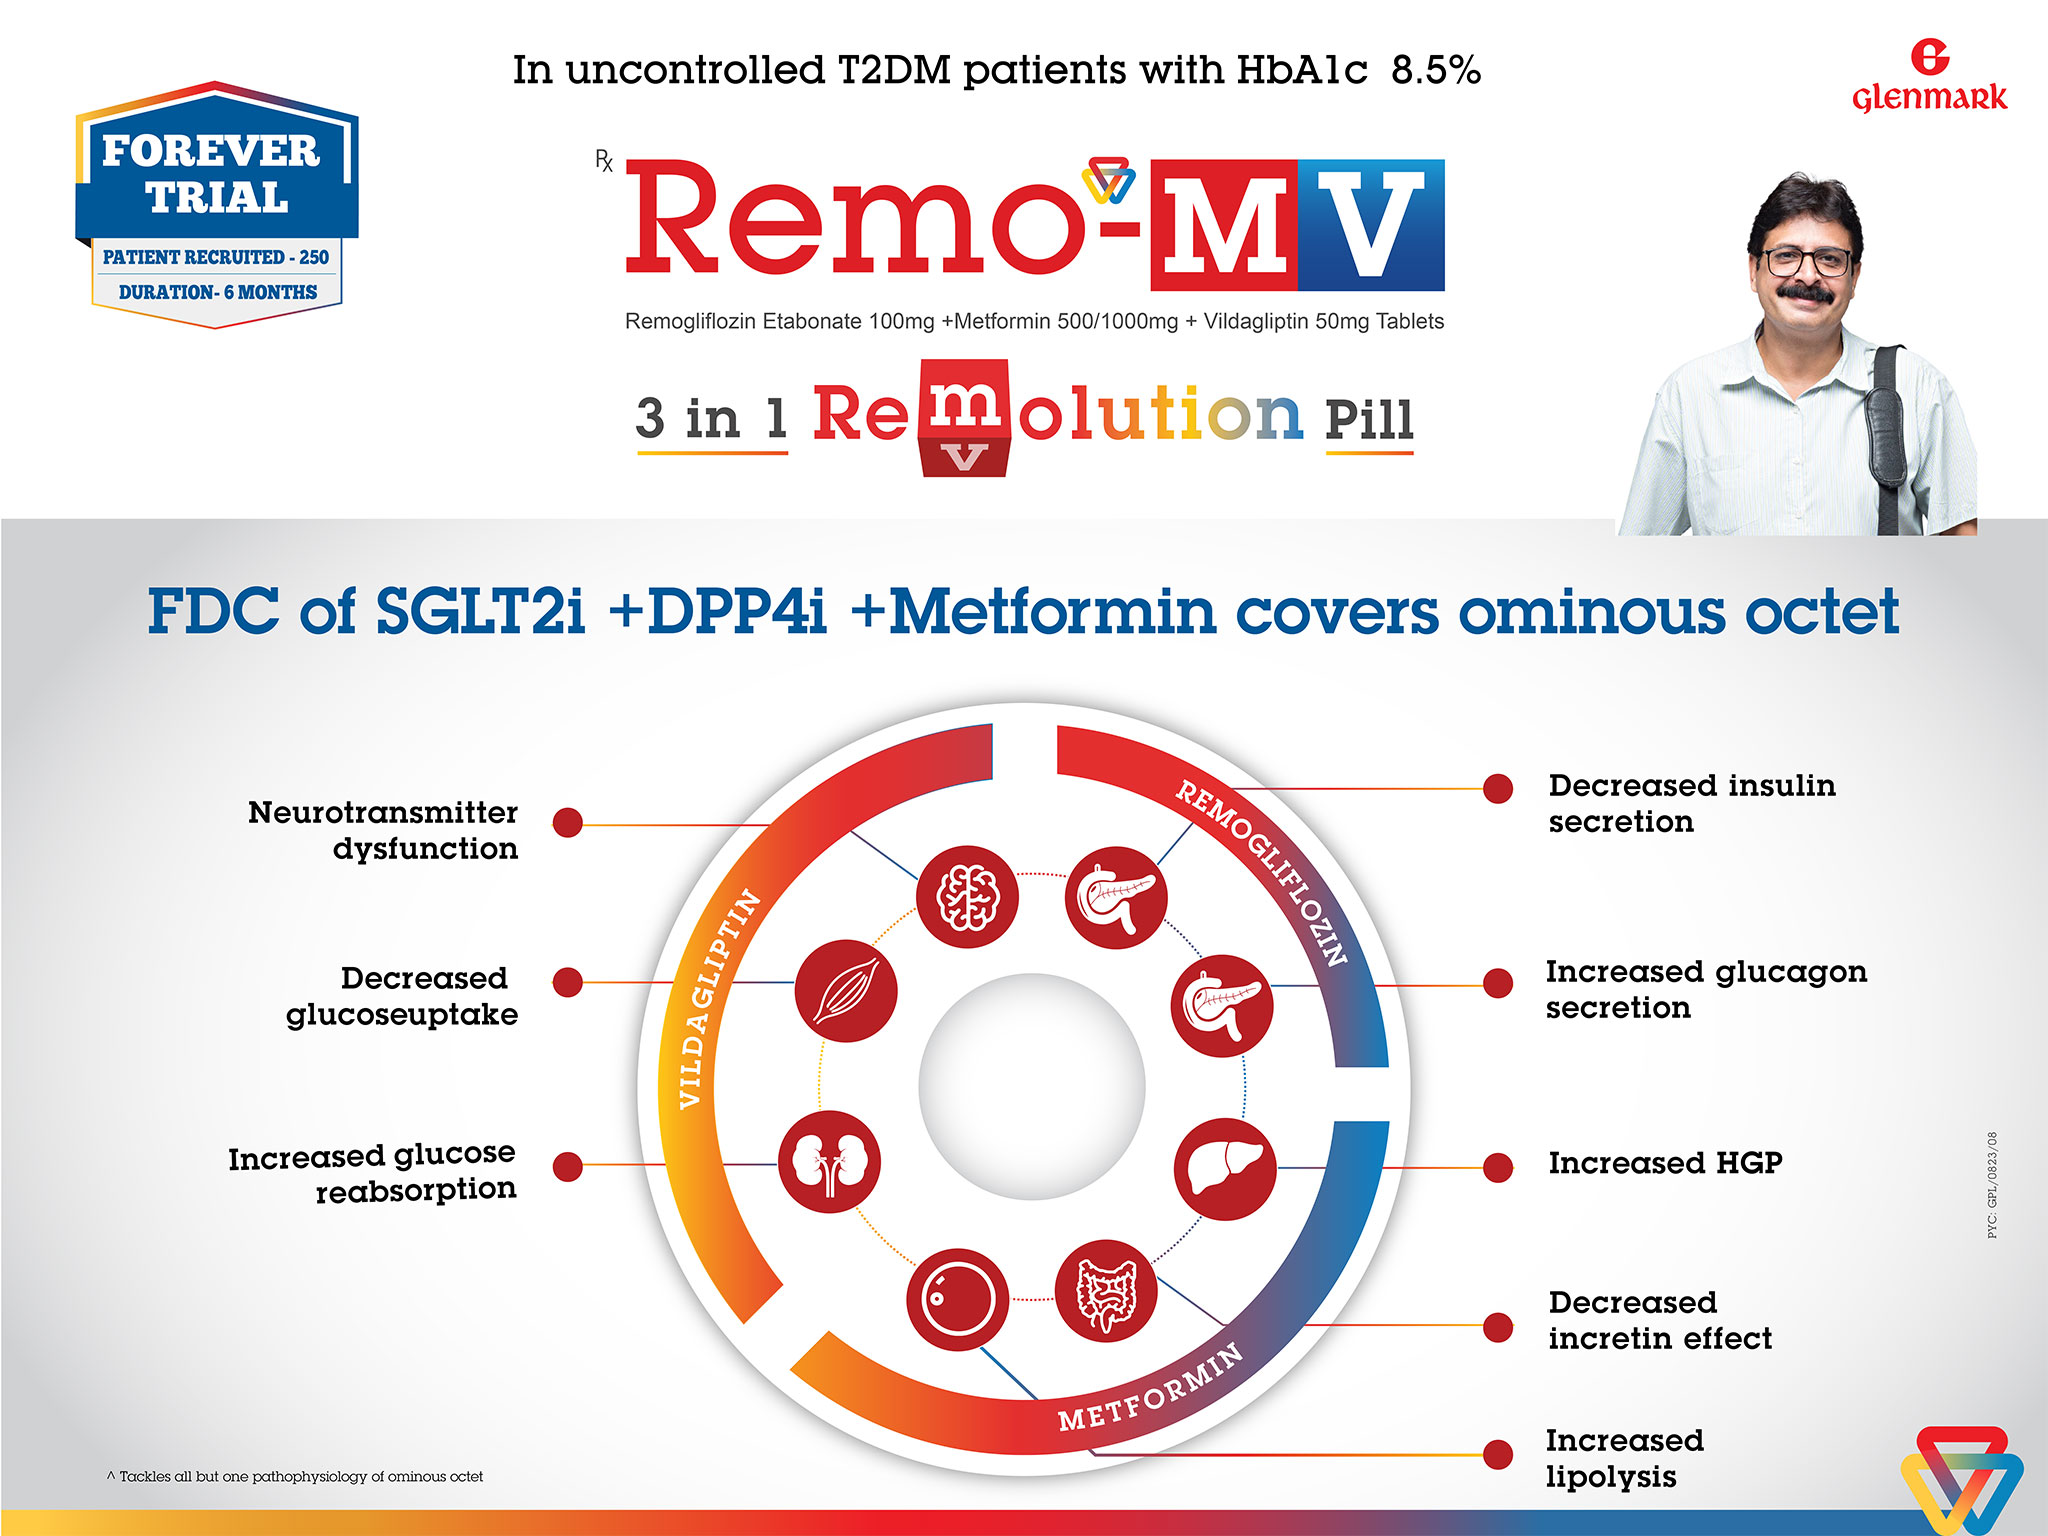 In uncontrolled T2DM patients with HbA1c 8.5%
Glenmark
FOREVER
TRIAL
PATIENT RECRUITED - 250
DURATION- 6 MONTHS
Rx
Remo-MV
Remogliflozin Etabonate 100mg +Metformin 500/1000mg + Vildagliptin 50mg Tablets
3 in 1 Remolution Pill
v
FDC of SGLT2i +DPP4i +Metformin covers ominous octet
Neurotransmitter
dysfunction
Decreased
glucoseuptake
Increased glucose
reabsorption
VILDAGLIPTIN
REMOGLIFLOZIN
METFORMIN
Decreased insulin
secretion
Increased glucagon
secretion
Increased HGP
Decreased
incretin effect
Increased
lipolysis
PYC: GPL/0823/08
^ Tackles all but one pathophysiology of ominous octet